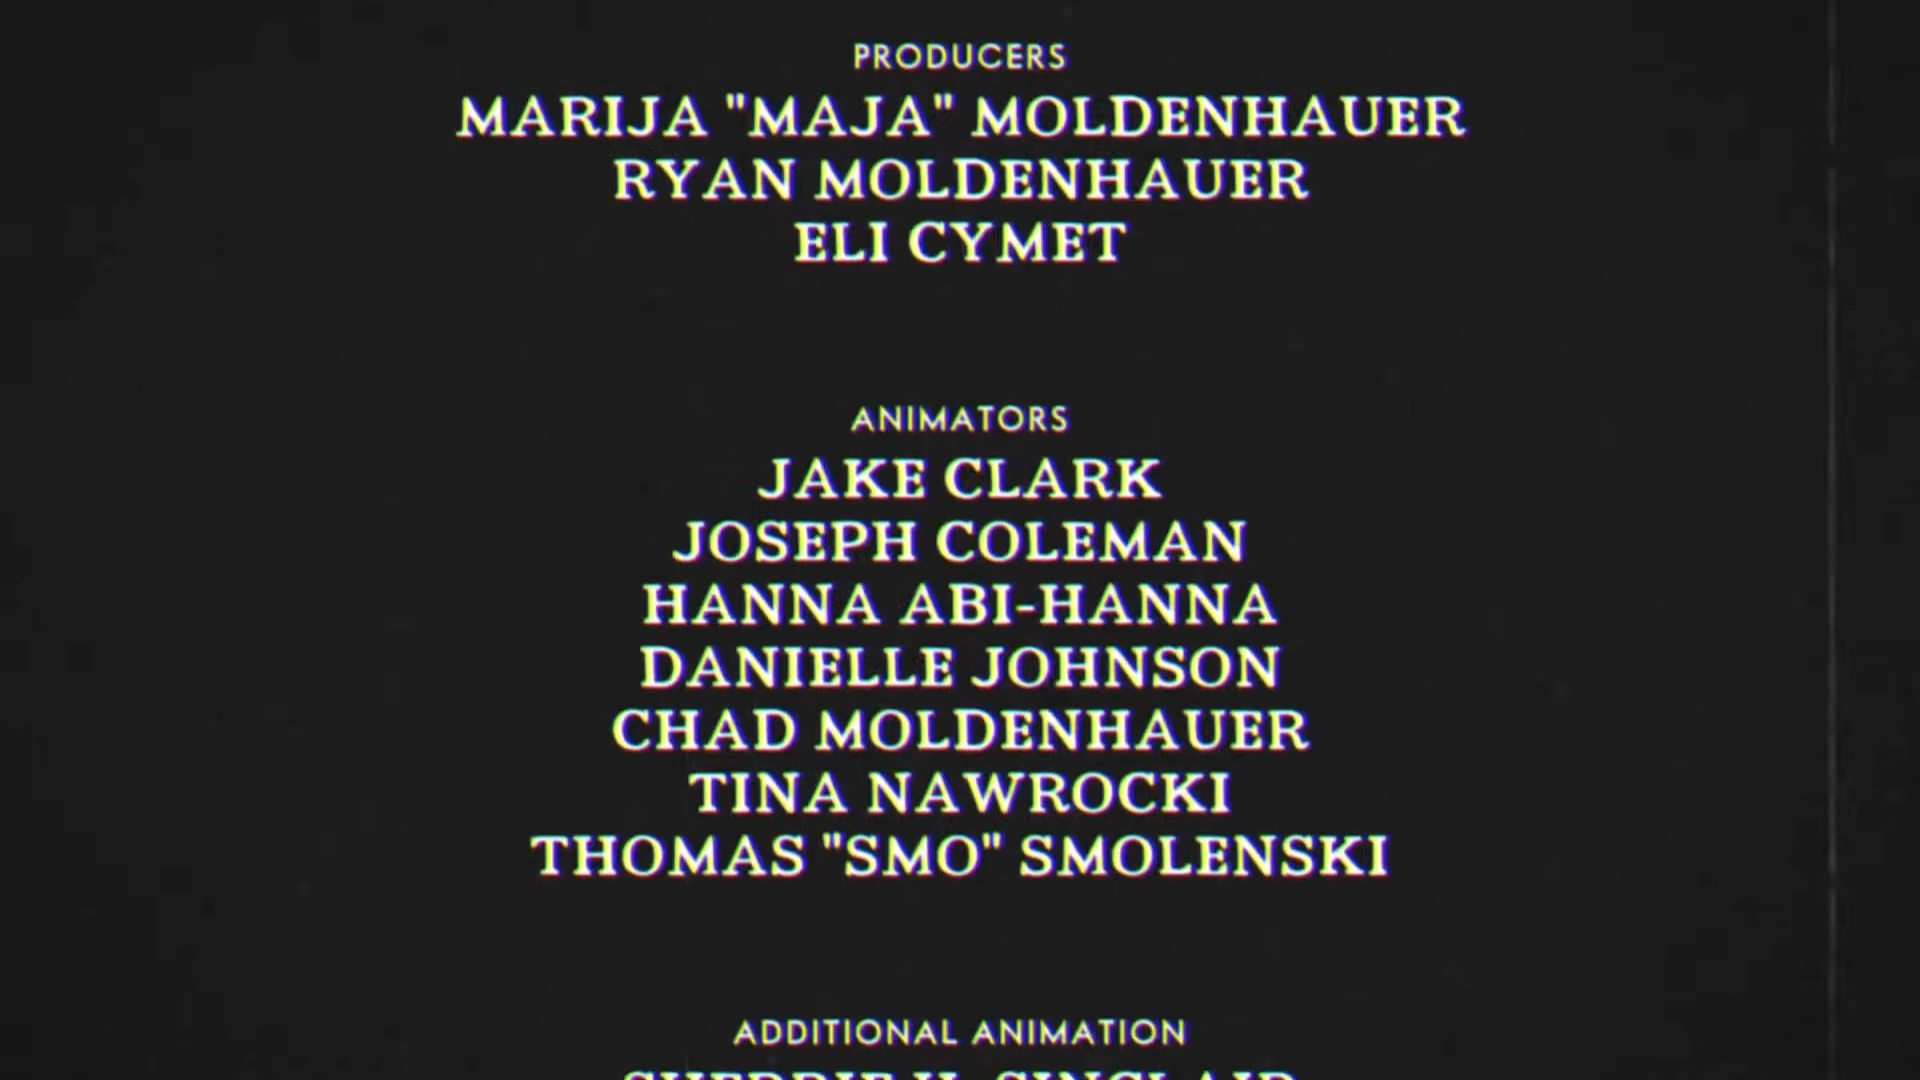 PRODUCERS
MARIJA "MAJA" MOLDENHAUER
RYAN MOLDENHAUER
ELI CYMET
ANIMATORS
JAKE CLARK
JOSEPH COLEMAN
HANNA ABI-HANNA
DANIELLE JOHNSON
CHAD MOLDENHAUER
TINA NAWROCKI
THOMAS "SMO" SMOLENSKI
ADDITIONAL ANIMATION
SINCLAIR